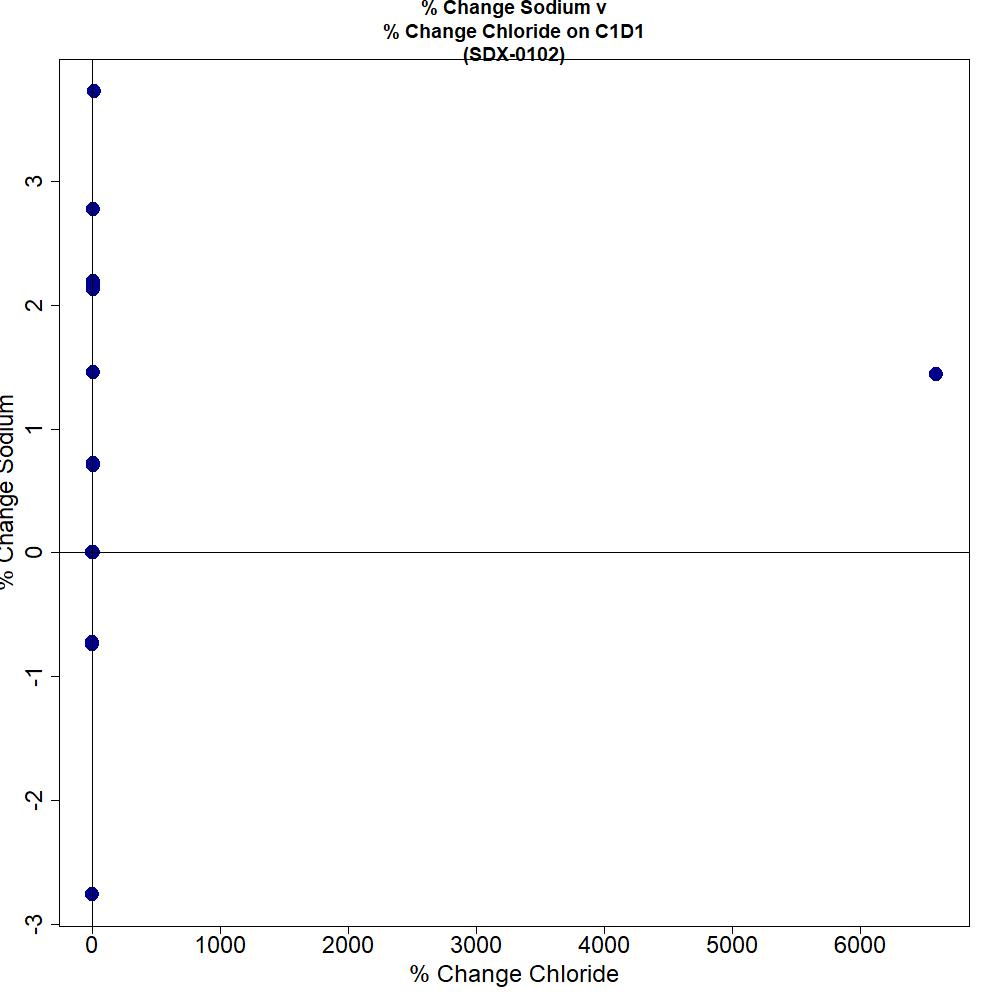 % Change Sodium v
% Change Chloride on C1D1
(SDX-0102)
3
2
1
0
-1
-2
-3
% Change Sodium
0 1000 2000 3000 4000 5000 6000
% Change Chloride